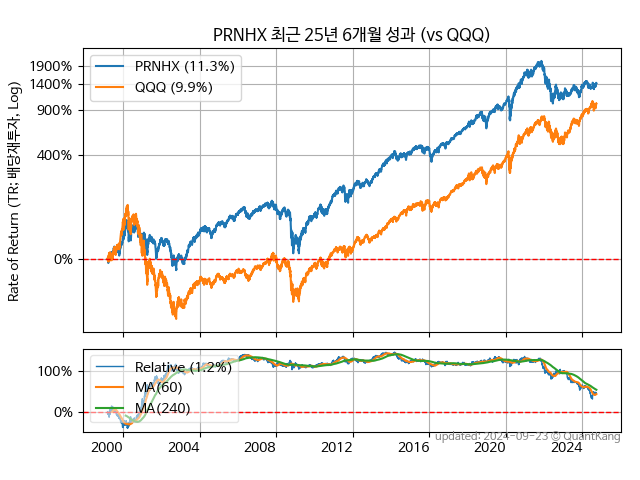 PRNHX 최근 25년 6개월 성과 (vs QQQ)
Rate of Return (TR; 배당재투자, Log)
1900%
1400%
900%
400%
0%
PRNHX (11.3%)
QQQ (9.9%)
100%
0%
Relative (1.2%)
MA(60)
MA(240)
2000 2004 2008 2012 2016 2020 2024
updated: 2024-09-23 © QuantKang